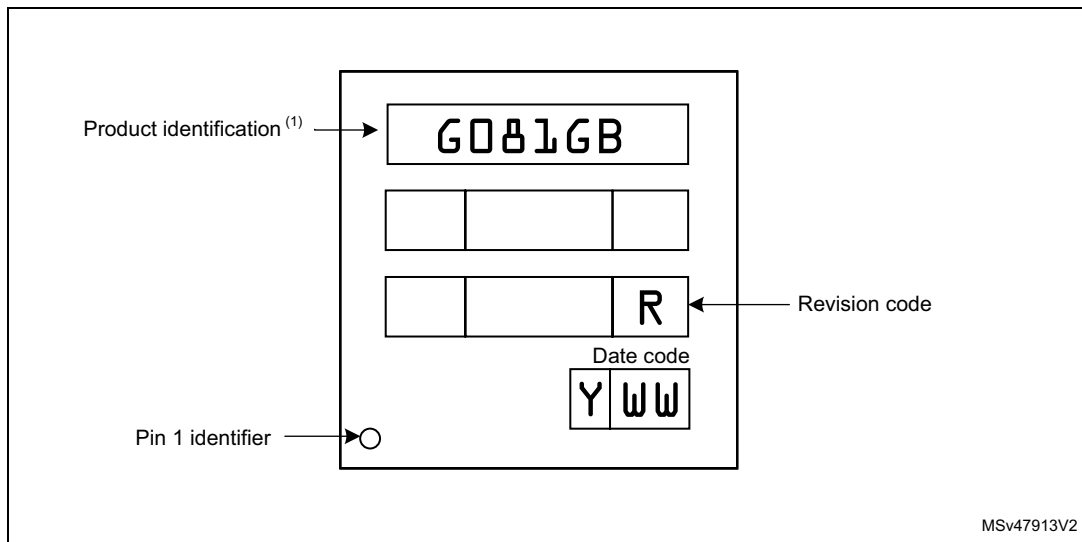 Product identification (1)
G081GB
R
Revision code
Date code
Y WW
Pin 1 identifier
MSv47913V2